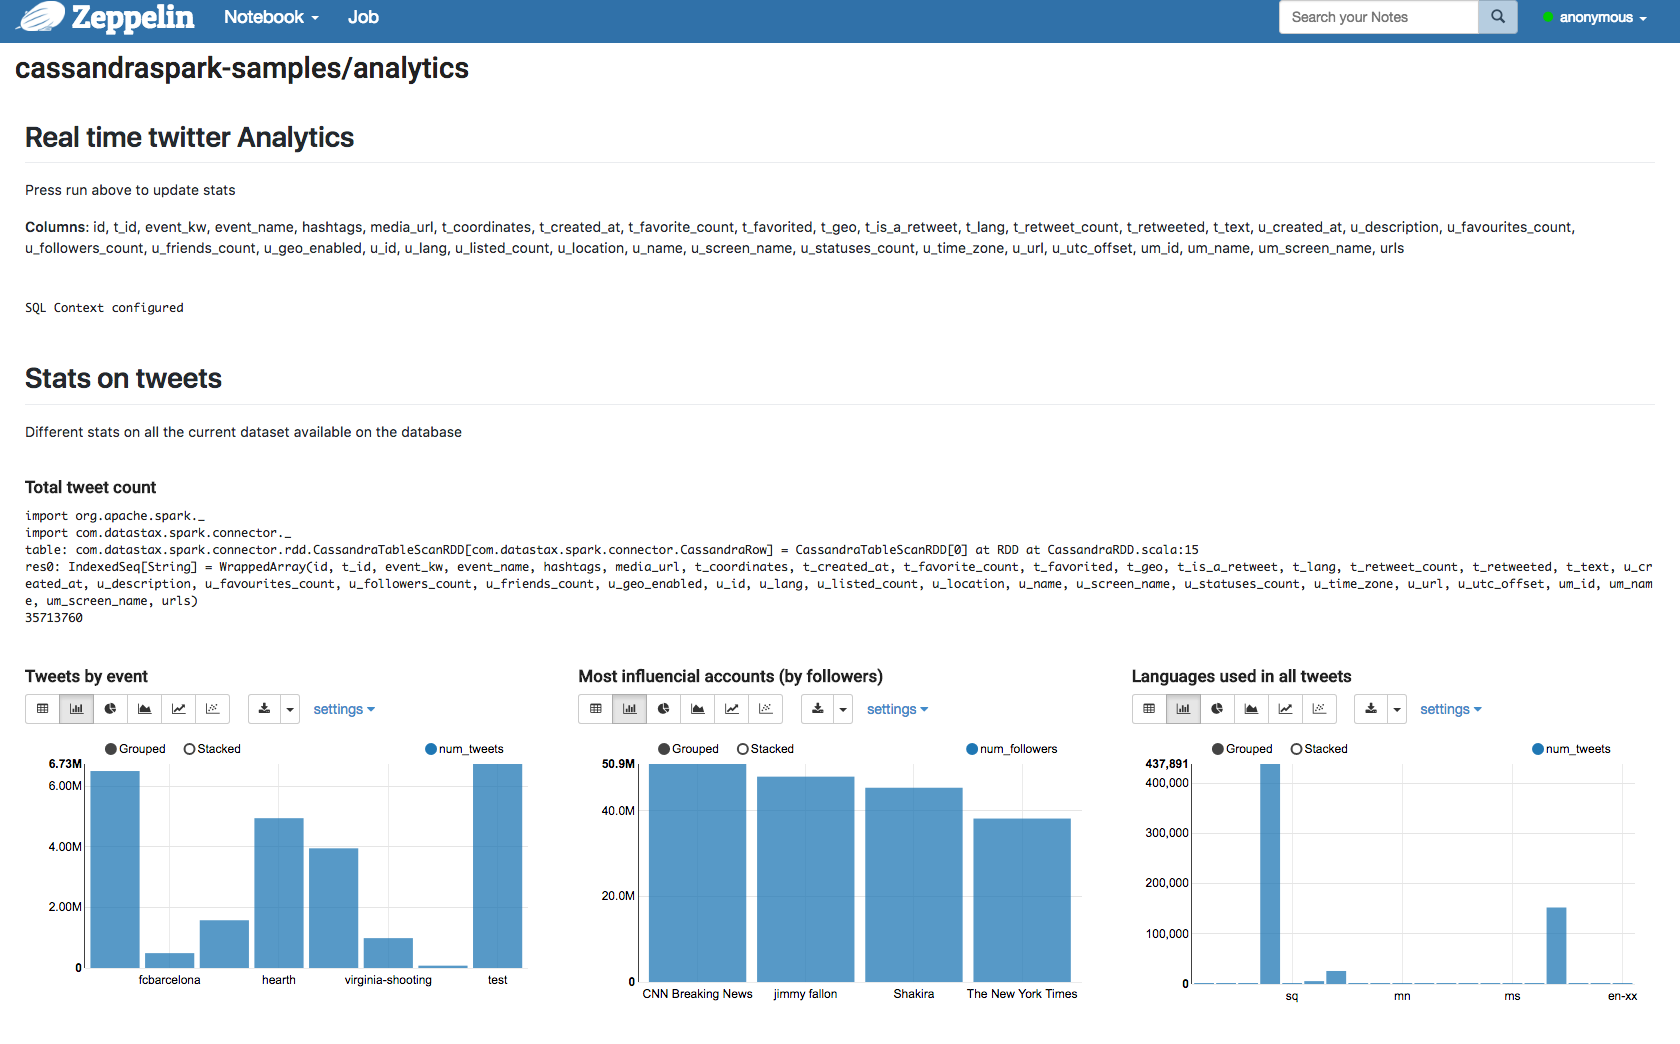 Zeppelin Notebook Job Search your Notes anonymous
cassandraspark-samples/analytics
Real time twitter Analytics
Press run above to update stats
Columns: id, t_id, event_kw, event_name, hashtags, media_url, t_coordinates, t_created_at, t_favorite_count, t_favorited, t_geo, t_is_a_retweet, t_lang, t_retweet_count, t_retweeted, t_text, u_created_at, u_description, u_favourites_count,
u_followers_count, u_friends_count, u_geo_enabled, u_id, u_lang, u_listed_count, u_location, u_name, u_screen_name, u_statuses_count, u_time_zone, u_url, u_utc_offset, um_id, um_name, um_screen_name, urls
SQL Context configured
Stats on tweets
Different stats on all the current dataset available on the database
Total tweet count
import org.apache.spark._
import com.datastax.spark.connector._
table: com.datastax.spark.connector.rdd.CassandraTableScanRDD[com.datastax.spark.connector.CassandraRow] = CassandraTableScanRDD[0] at RDD at CassandraRDD.scala:15
res0: IndexedSeq[String] = WrappedArray(id, t_id, event_kw, event_name, hashtags, media_url, t_coordinates, t_created_at, t_favorite_count, t_favorited, t_geo, t_is_a_retweet, t_lang, t_retweet_count, t_retweeted, t_text, u_cr
eated_at, u_description, u_favourites_count, u_followers_count, u_friends_count, u_geo_enabled, u_id, u_lang, u_listed_count, u_location, u_name, u_screen_name, u_statuses_count, u_time_zone, u_url, u_utc_offset, um_id, um_nam
e, um_screen_name, urls)
35713760
Tweets by event
settings
Grouped Stacked num_tweets
6.73M
6.00M
4.00M
2.00M
0
fcbarcelona hearth virginia-shooting test
Most influencial accounts (by followers)
settings
Grouped Stacked num_followers
50.9M
40.0M
20.0M
0
CNN Breaking News jimmy fallon Shakira The New York Times
Languages used in all tweets
settings
Grouped Stacked num_tweets
437,891
400,000
300,000
200,000
100,000
0
sq mn ms en-xx